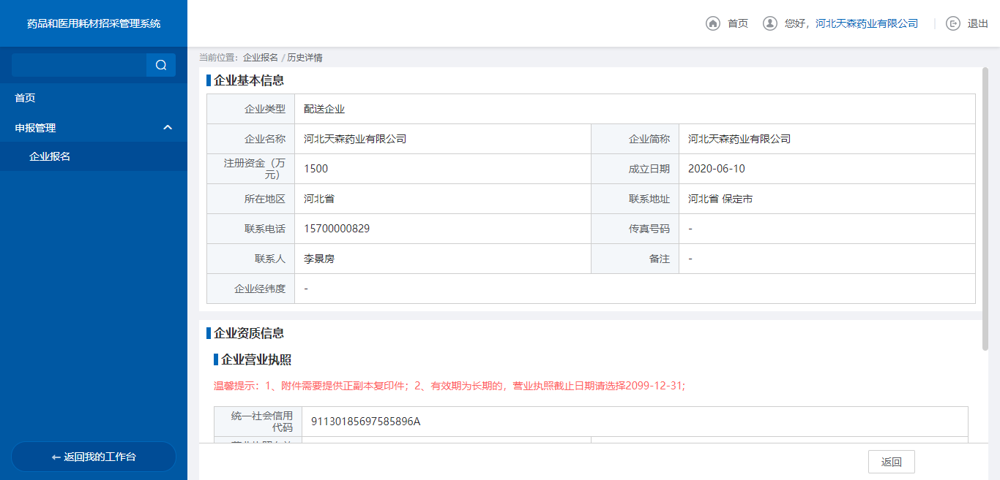 药品和医用耗材招采管理系统
首页
您好，河北天森药业有限公司
退出
首页
申报管理
企业报名
返回我的工作台
当前位置：企业报名 / 历史详情
企业基本信息
企业类型 配送企业
企业名称 河北天森药业有限公司 企业简称 河北天森药业有限公司
注册资金（万
元） 1500 成立日期 2020-06-10
所在地区 河北省 联系地址 河北省 保定市
联系电话 15700000829 传真号码 -
联系人 李景房 备注 -
企业经纬度 -
企业资质信息
企业营业执照
温馨提示：1、附件需要提供正副本复印件；2、有效期为长期的，营业执照截止日期请选择2099-12-31;
统一社会信用
代码 91130185697585896A
返回